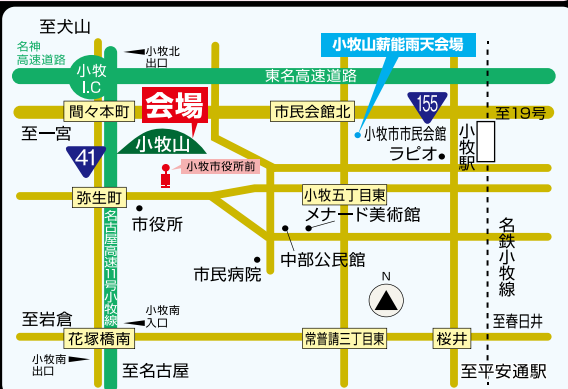 至犬山
名神
高速道路
小牧北
出口
小牧山薪能雨天会場
小牧
I.C
東名高速道路
間々本町
会場
市民会館北
155
至19号
至一宮
小牧山
小牧市市民会館
ラピオ
小牧駅
41
小牧市役所前
弥生町
小牧五丁目東
市役所
メナード美術館
名古屋高速11号小牧線
名鉄小牧線
中部公民館
市民病院
N
小牧南
入口
至岩倉
至春日井
花塚橋南
常普請三丁目東
桜井
小牧南
出口
至名古屋
至平安通駅